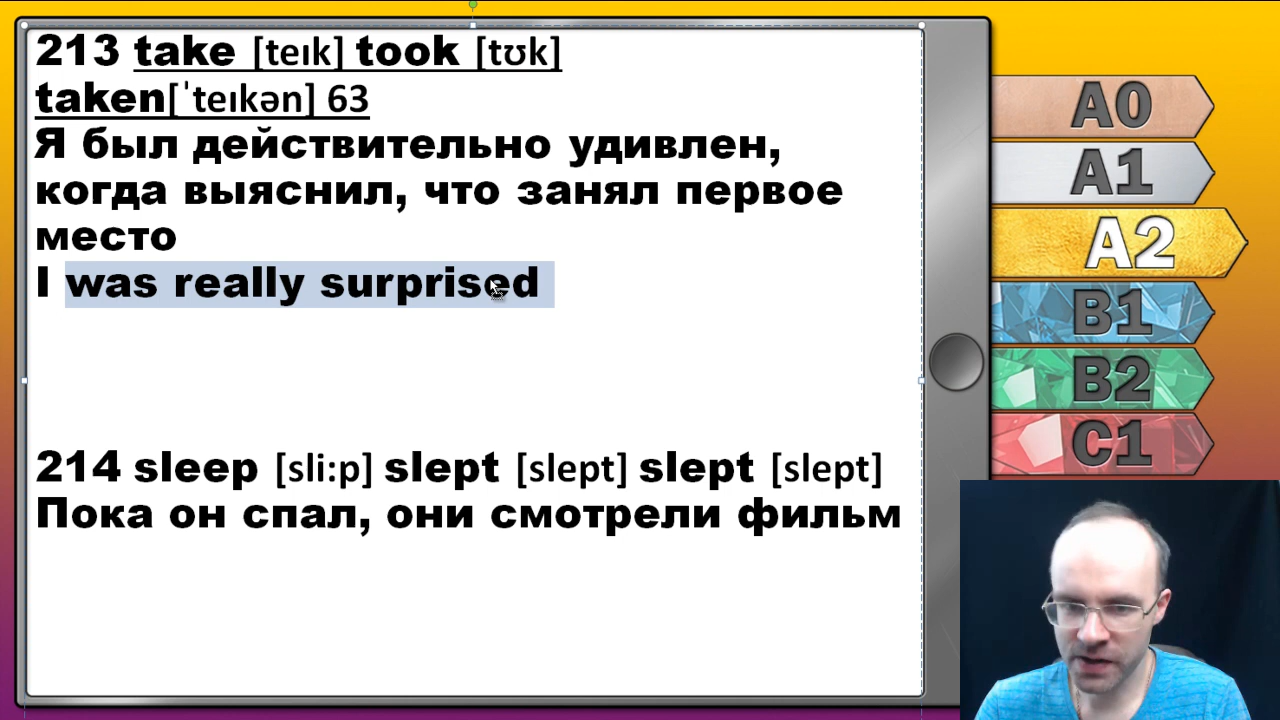 213 take [teɪk] took [tʊk]
taken[ˈteɪkən] 63
Я был действительно удивлен,
когда выяснил, что занял первое
место
I was really surprised
214 sleep [sli:p] slept [slept] slept [slept]
Пока он спал, они смотрели фильм
A0
A1
A2
B1
B2
C1